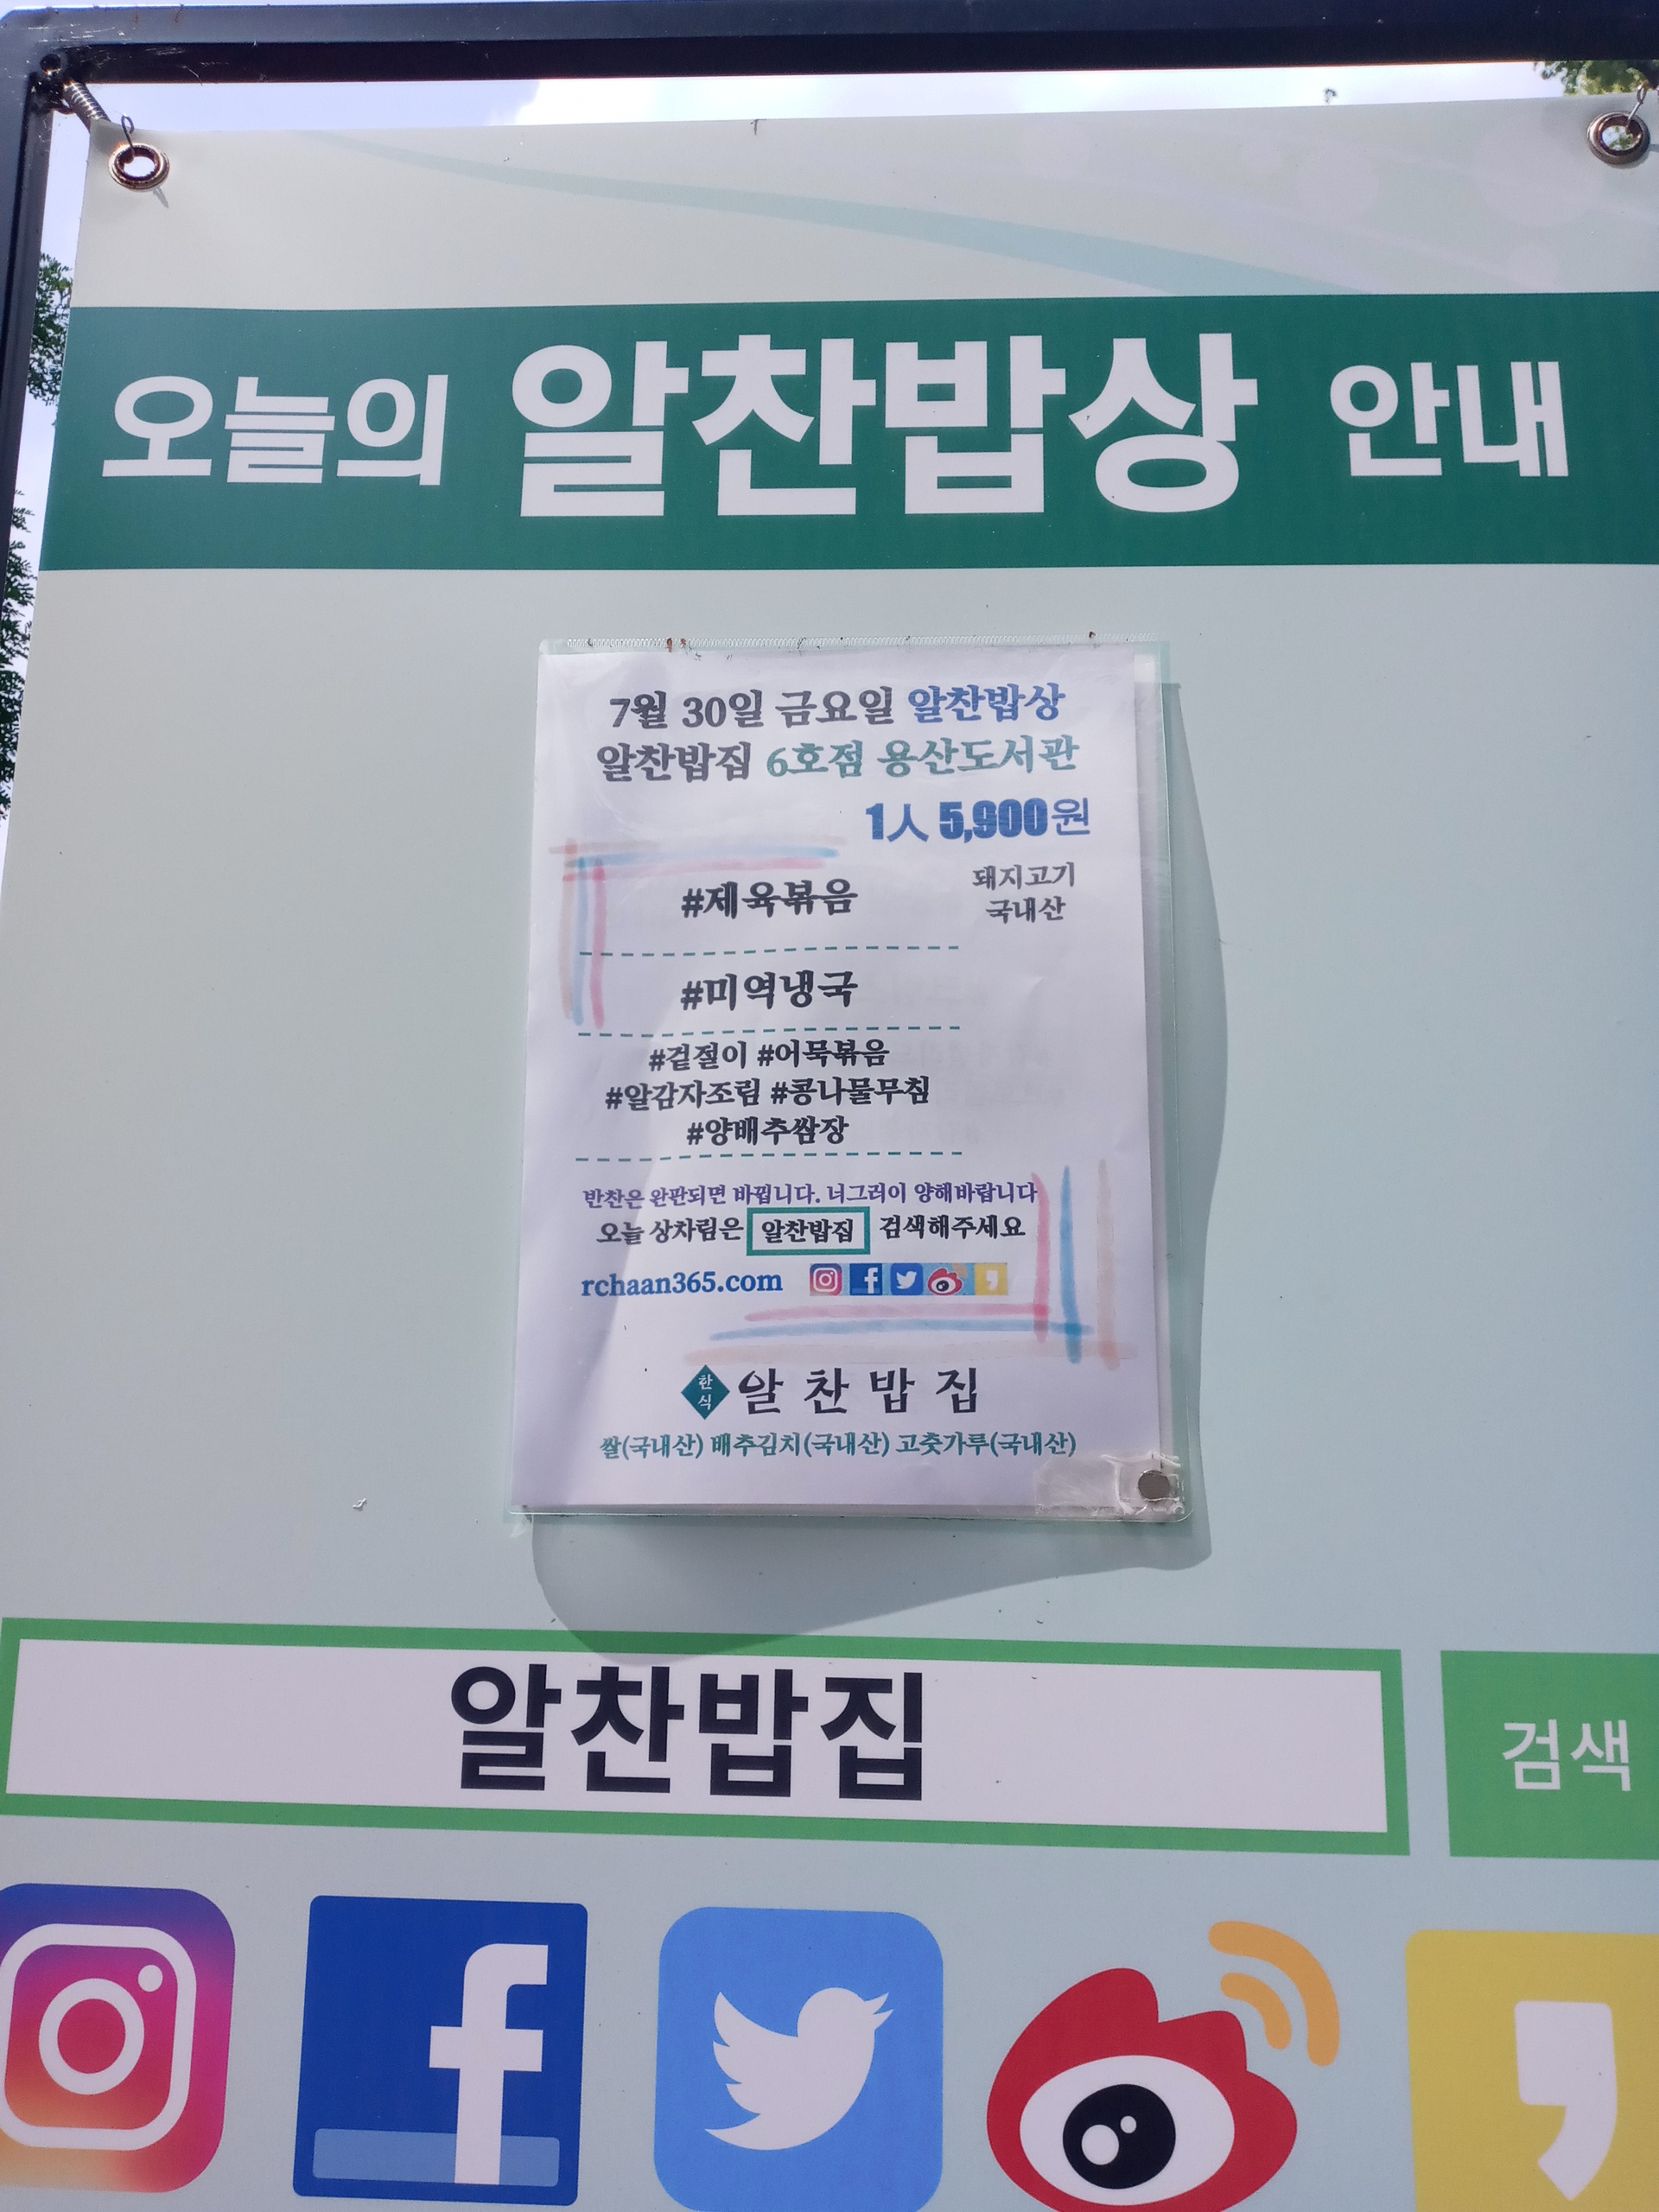 오늘의 알찬밥상 안내
7월 30일 금요일 알찬밥상
알찬밥집 6호점 용산도서관
1人 5,900원
#제육볶음 돼지고기
국내산
#미역냉국
#겉절이 #어묵볶음
#알감자조림 #콩나물무침
#양배추쌈장
반찬은 완판되면 바뀝니다. 너그러이 양해바랍니다
오늘 상차림은 알찬밥집 검색해주세요
rchaan365.com
한식 알찬밥집
쌀(국내산) 배추김치(국내산) 고춧가루(국내산)
알찬밥집 검색